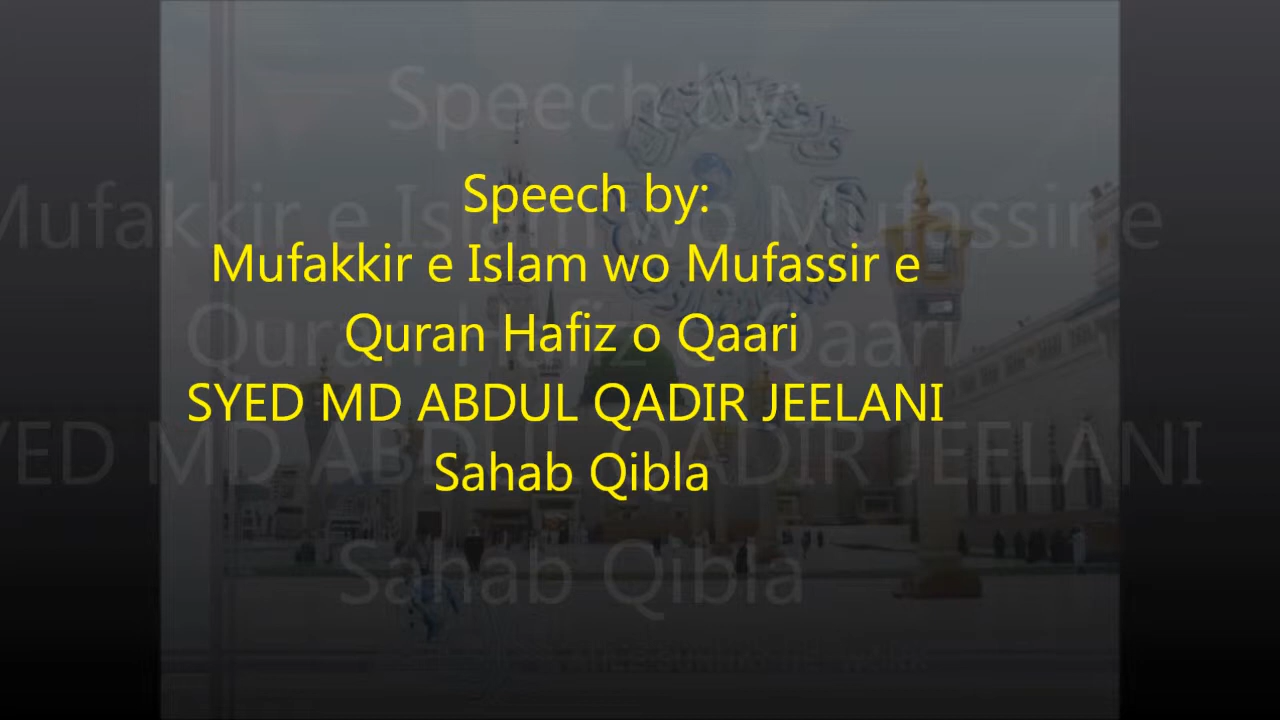 Speech by:
Mufakkir e Islam wo Mufassir e
Quran Hafiz o Qaari
SYED MD ABDUL QADIR JEELANI
Sahab Qibla